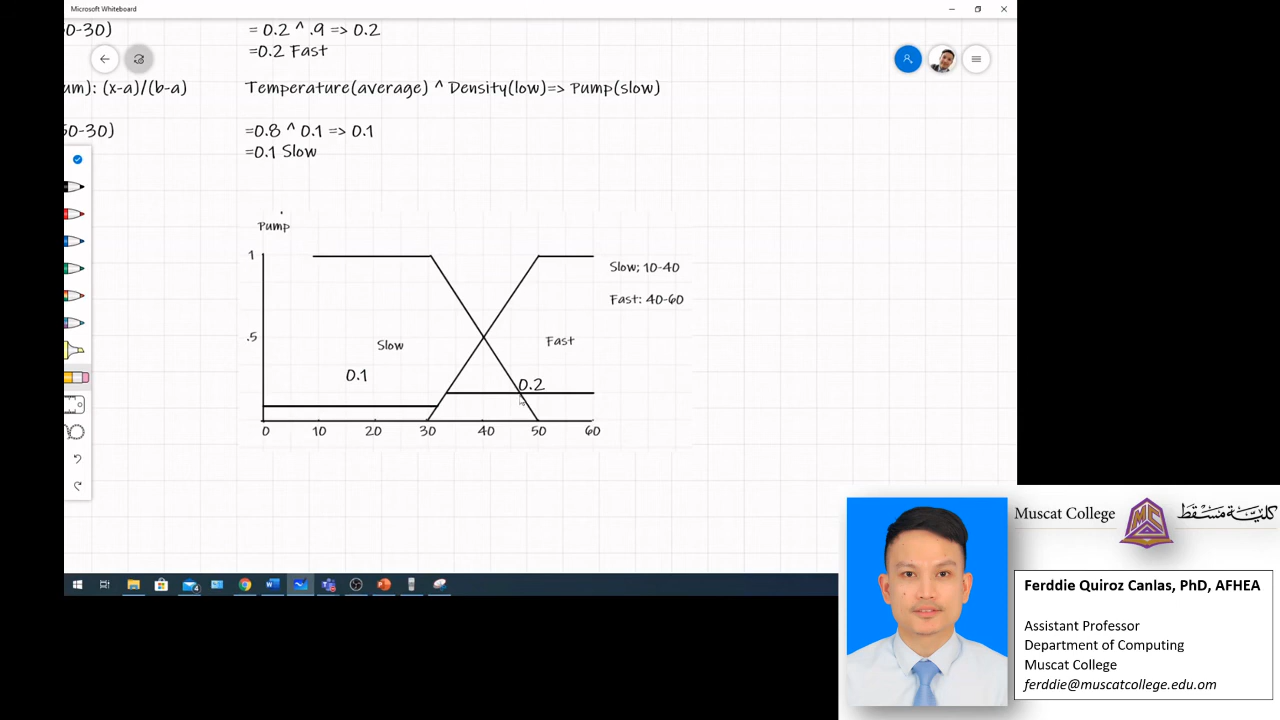 Microsoft Whiteboard
0-30)
= 0.2 ^ .9 => 0.2
=0.2 Fast
um): (x-a)/(b-a)
Temperature(average) ^ Density(low)=> Pump(slow)
50-30)
=0.8 ^ 0.1 => 0.1
=0.1 Slow
Pump
1
Slow; 10-40
Fast: 40-60
.5
Slow
Fast
0.1
0.2
0 10 20 30 40 50 60
Muscat College
كلية مسقط
Ferddie Quiroz Canlas, PhD, AFHEA
Assistant Professor
Department of Computing
Muscat College
ferddie@muscatcollege.edu.om